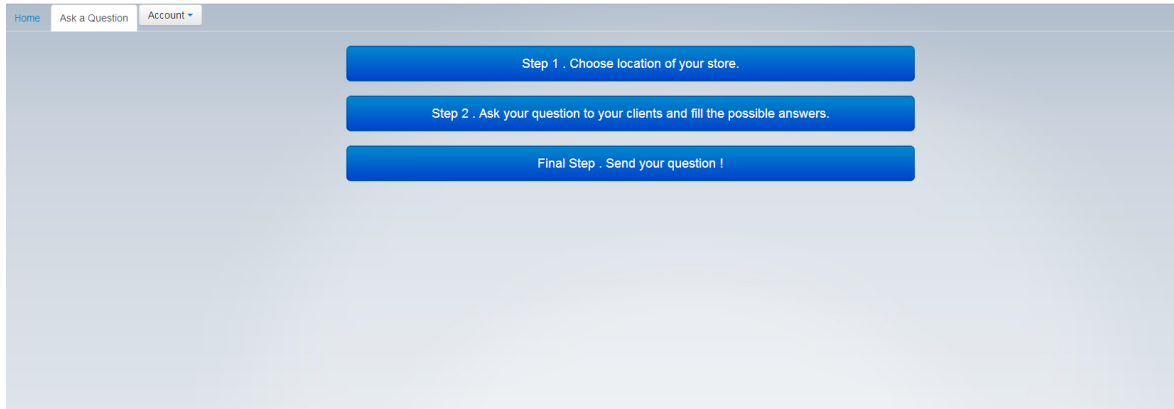 Home
Ask a Question
Account
Step 1 . Choose location of your store.
Step 2 . Ask your question to your clients and fill the possible answers.
Final Step . Send your question !